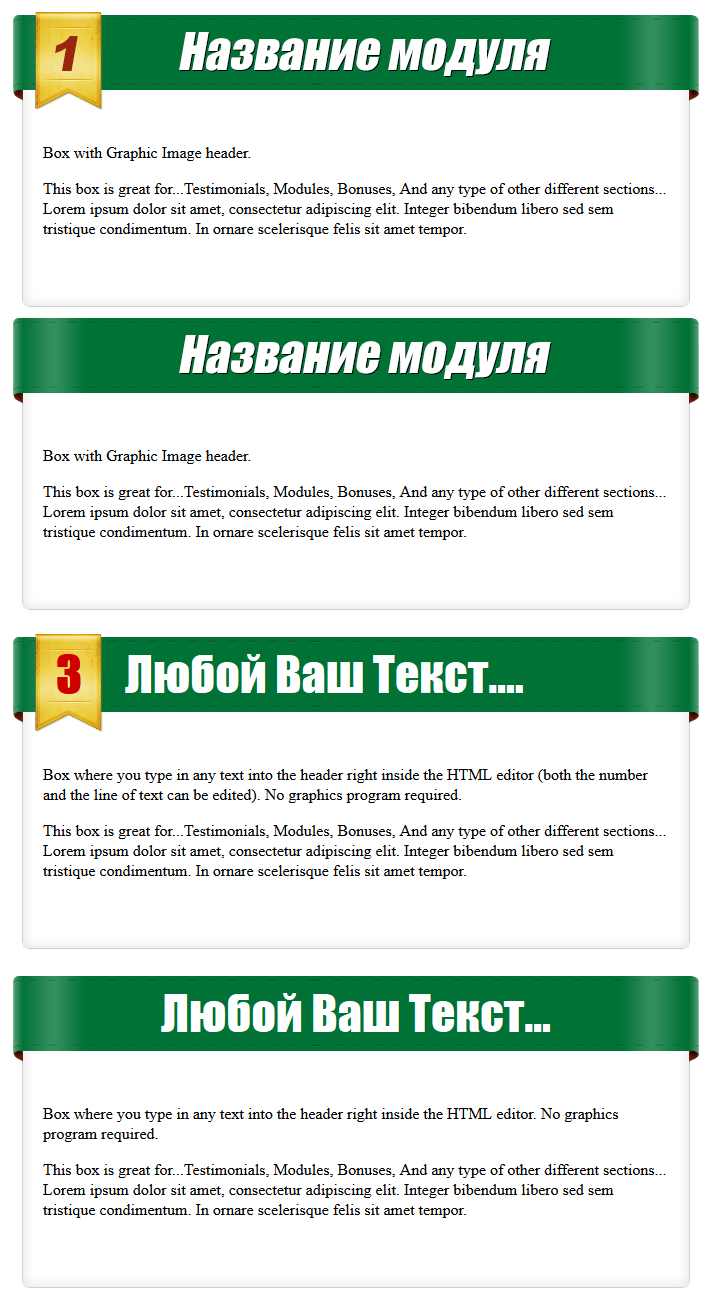 1 Название модуля
Box with Graphic Image header.
This box is great for...Testimonials, Modules, Bonuses, And any type of other different sections...
Lorem ipsum dolor sit amet, consectetur adipiscing elit. Integer bibendum libero sed sem
tristique condimentum. In ornare scelerisque felis sit amet tempor.
Название модуля
Box with Graphic Image header.
This box is great for...Testimonials, Modules, Bonuses, And any type of other different sections...
Lorem ipsum dolor sit amet, consectetur adipiscing elit. Integer bibendum libero sed sem
tristique condimentum. In ornare scelerisque felis sit amet tempor.
3 Любой Ваш Текст....
Box where you type in any text into the header right inside the HTML editor (both the number
and the line of text can be edited). No graphics program required.
This box is great for...Testimonials, Modules, Bonuses, And any type of other different sections...
Lorem ipsum dolor sit amet, consectetur adipiscing elit. Integer bibendum libero sed sem
tristique condimentum. In ornare scelerisque felis sit amet tempor.
Любой Ваш Текст...
Box where you type in any text into the header right inside the HTML editor. No graphics
program required.
This box is great for...Testimonials, Modules, Bonuses, And any type of other different sections...
Lorem ipsum dolor sit amet, consectetur adipiscing elit. Integer bibendum libero sed sem
tristique condimentum. In ornare scelerisque felis sit amet tempor.